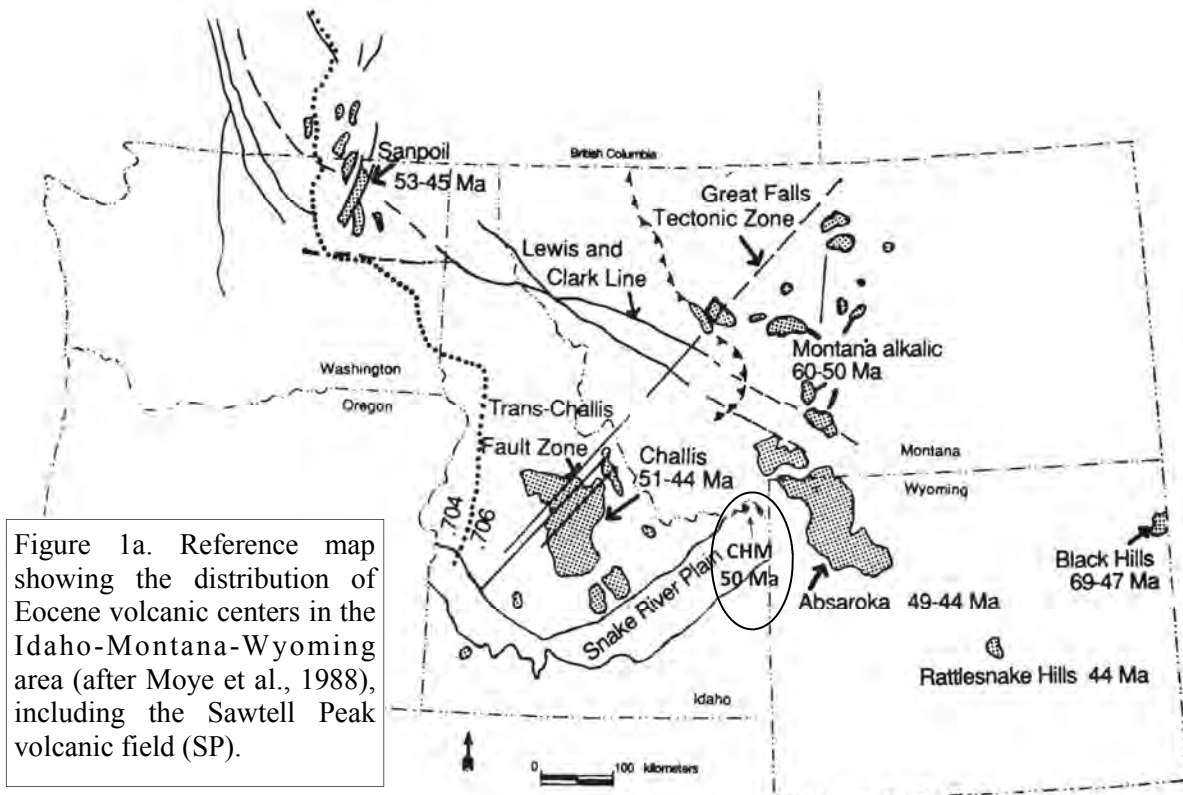 Sanpoil
53-45 Ma
British Columbia
Great Falls
Tectonic Zone
Lewis and
Clark Line
Montana alkalic
60-50 Ma
Washington
Oregon
Trans-Challis
Fault Zone
Challis
51-44 Ma
Montana
Wyoming
.704
.706
CHM
50 Ma
Snake River Plain
Absaroka 49-44 Ma
Black Hills
69-47 Ma
Rattlesnake Hills 44 Ma
Idaho
0 100 kilometers
Figure 1a. Reference map
showing the distribution of
Eocene volcanic centers in the
Idaho-Montana-Wyoming
area (after Moye et al., 1988),
including the Sawtell Peak
volcanic field (SP).